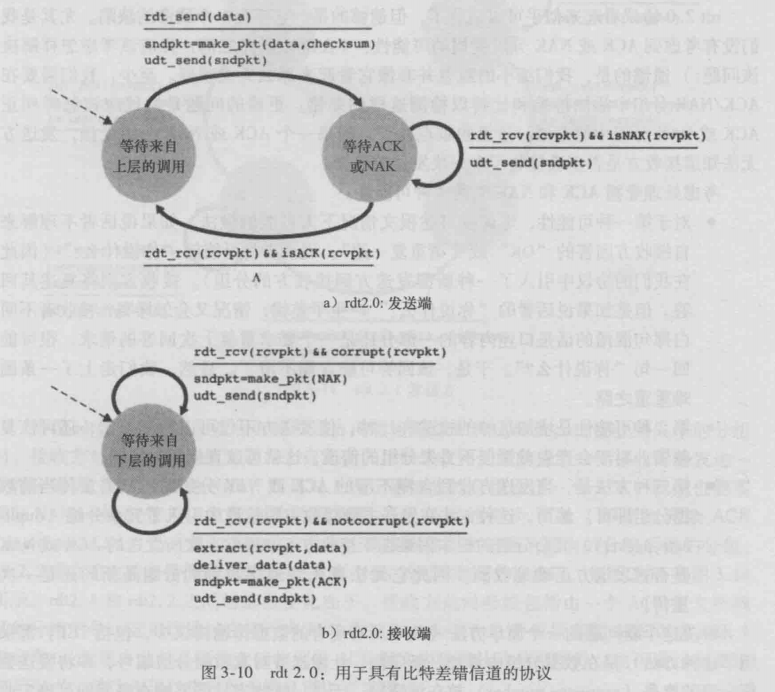 rdt_send(data)
sndpkt=make_pkt(data,checksum)
udt_send(sndpkt)
等待来自
上层的调用
等待ACK
或NAK
rdt_rcv(rcvpkt)&&isNAK(rcvpkt)
udt_send(sndpkt)
rdt_rcv(rcvpkt)&&isACK(rcvpkt)
Λ
a) rdt2.0: 发送端
rdt_rcv(rcvpkt)&&corrupt(rcvpkt)
sndpkt=make_pkt(NAK)
udt_send(sndpkt)
等待来自
下层的调用
rdt_rcv(rcvpkt)&&notcorrupt(rcvpkt)
extract(rcvpkt,data)
deliver_data(data)
sndpkt=make_pkt(ACK)
udt_send(sndpkt)
b) rdt2.0: 接收端
图 3-10 rdt 2.0：用于具有比特差错信道的协议